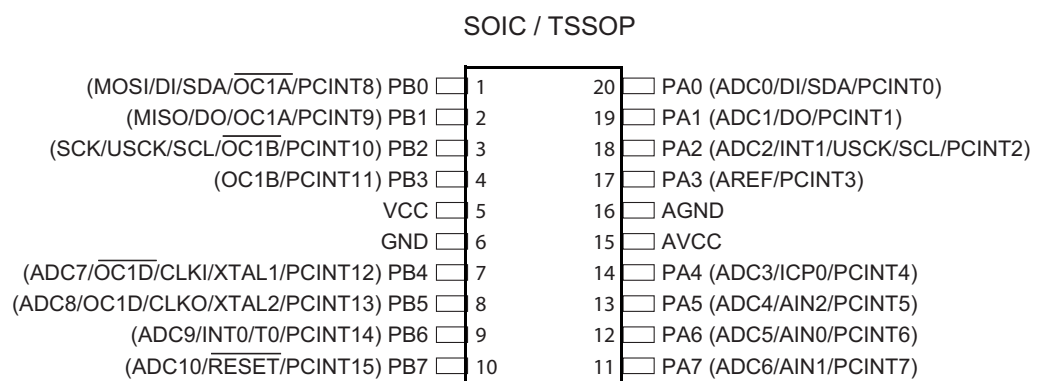 SOIC / TSSOP
(MOSI/DI/SDA/OC1A/PCINT8) PB0 1 20 PA0 (ADC0/DI/SDA/PCINT0)
(MISO/DO/OC1A/PCINT9) PB1 2 19 PA1 (ADC1/DO/PCINT1)
(SCK/USCK/SCL/OC1B/PCINT10) PB2 3 18 PA2 (ADC2/INT1/USCK/SCL/PCINT2)
(OC1B/PCINT11) PB3 4 17 PA3 (AREF/PCINT3)
VCC 5 16 AGND
GND 6 15 AVCC
(ADC7/OC1D/CLKI/XTAL1/PCINT12) PB4 7 14 PA4 (ADC3/ICP0/PCINT4)
(ADC8/OC1D/CLKO/XTAL2/PCINT13) PB5 8 13 PA5 (ADC4/AIN2/PCINT5)
(ADC9/INT0/T0/PCINT14) PB6 9 12 PA6 (ADC5/AIN0/PCINT6)
(ADC10/RESET/PCINT15) PB7 10 11 PA7 (ADC6/AIN1/PCINT7)